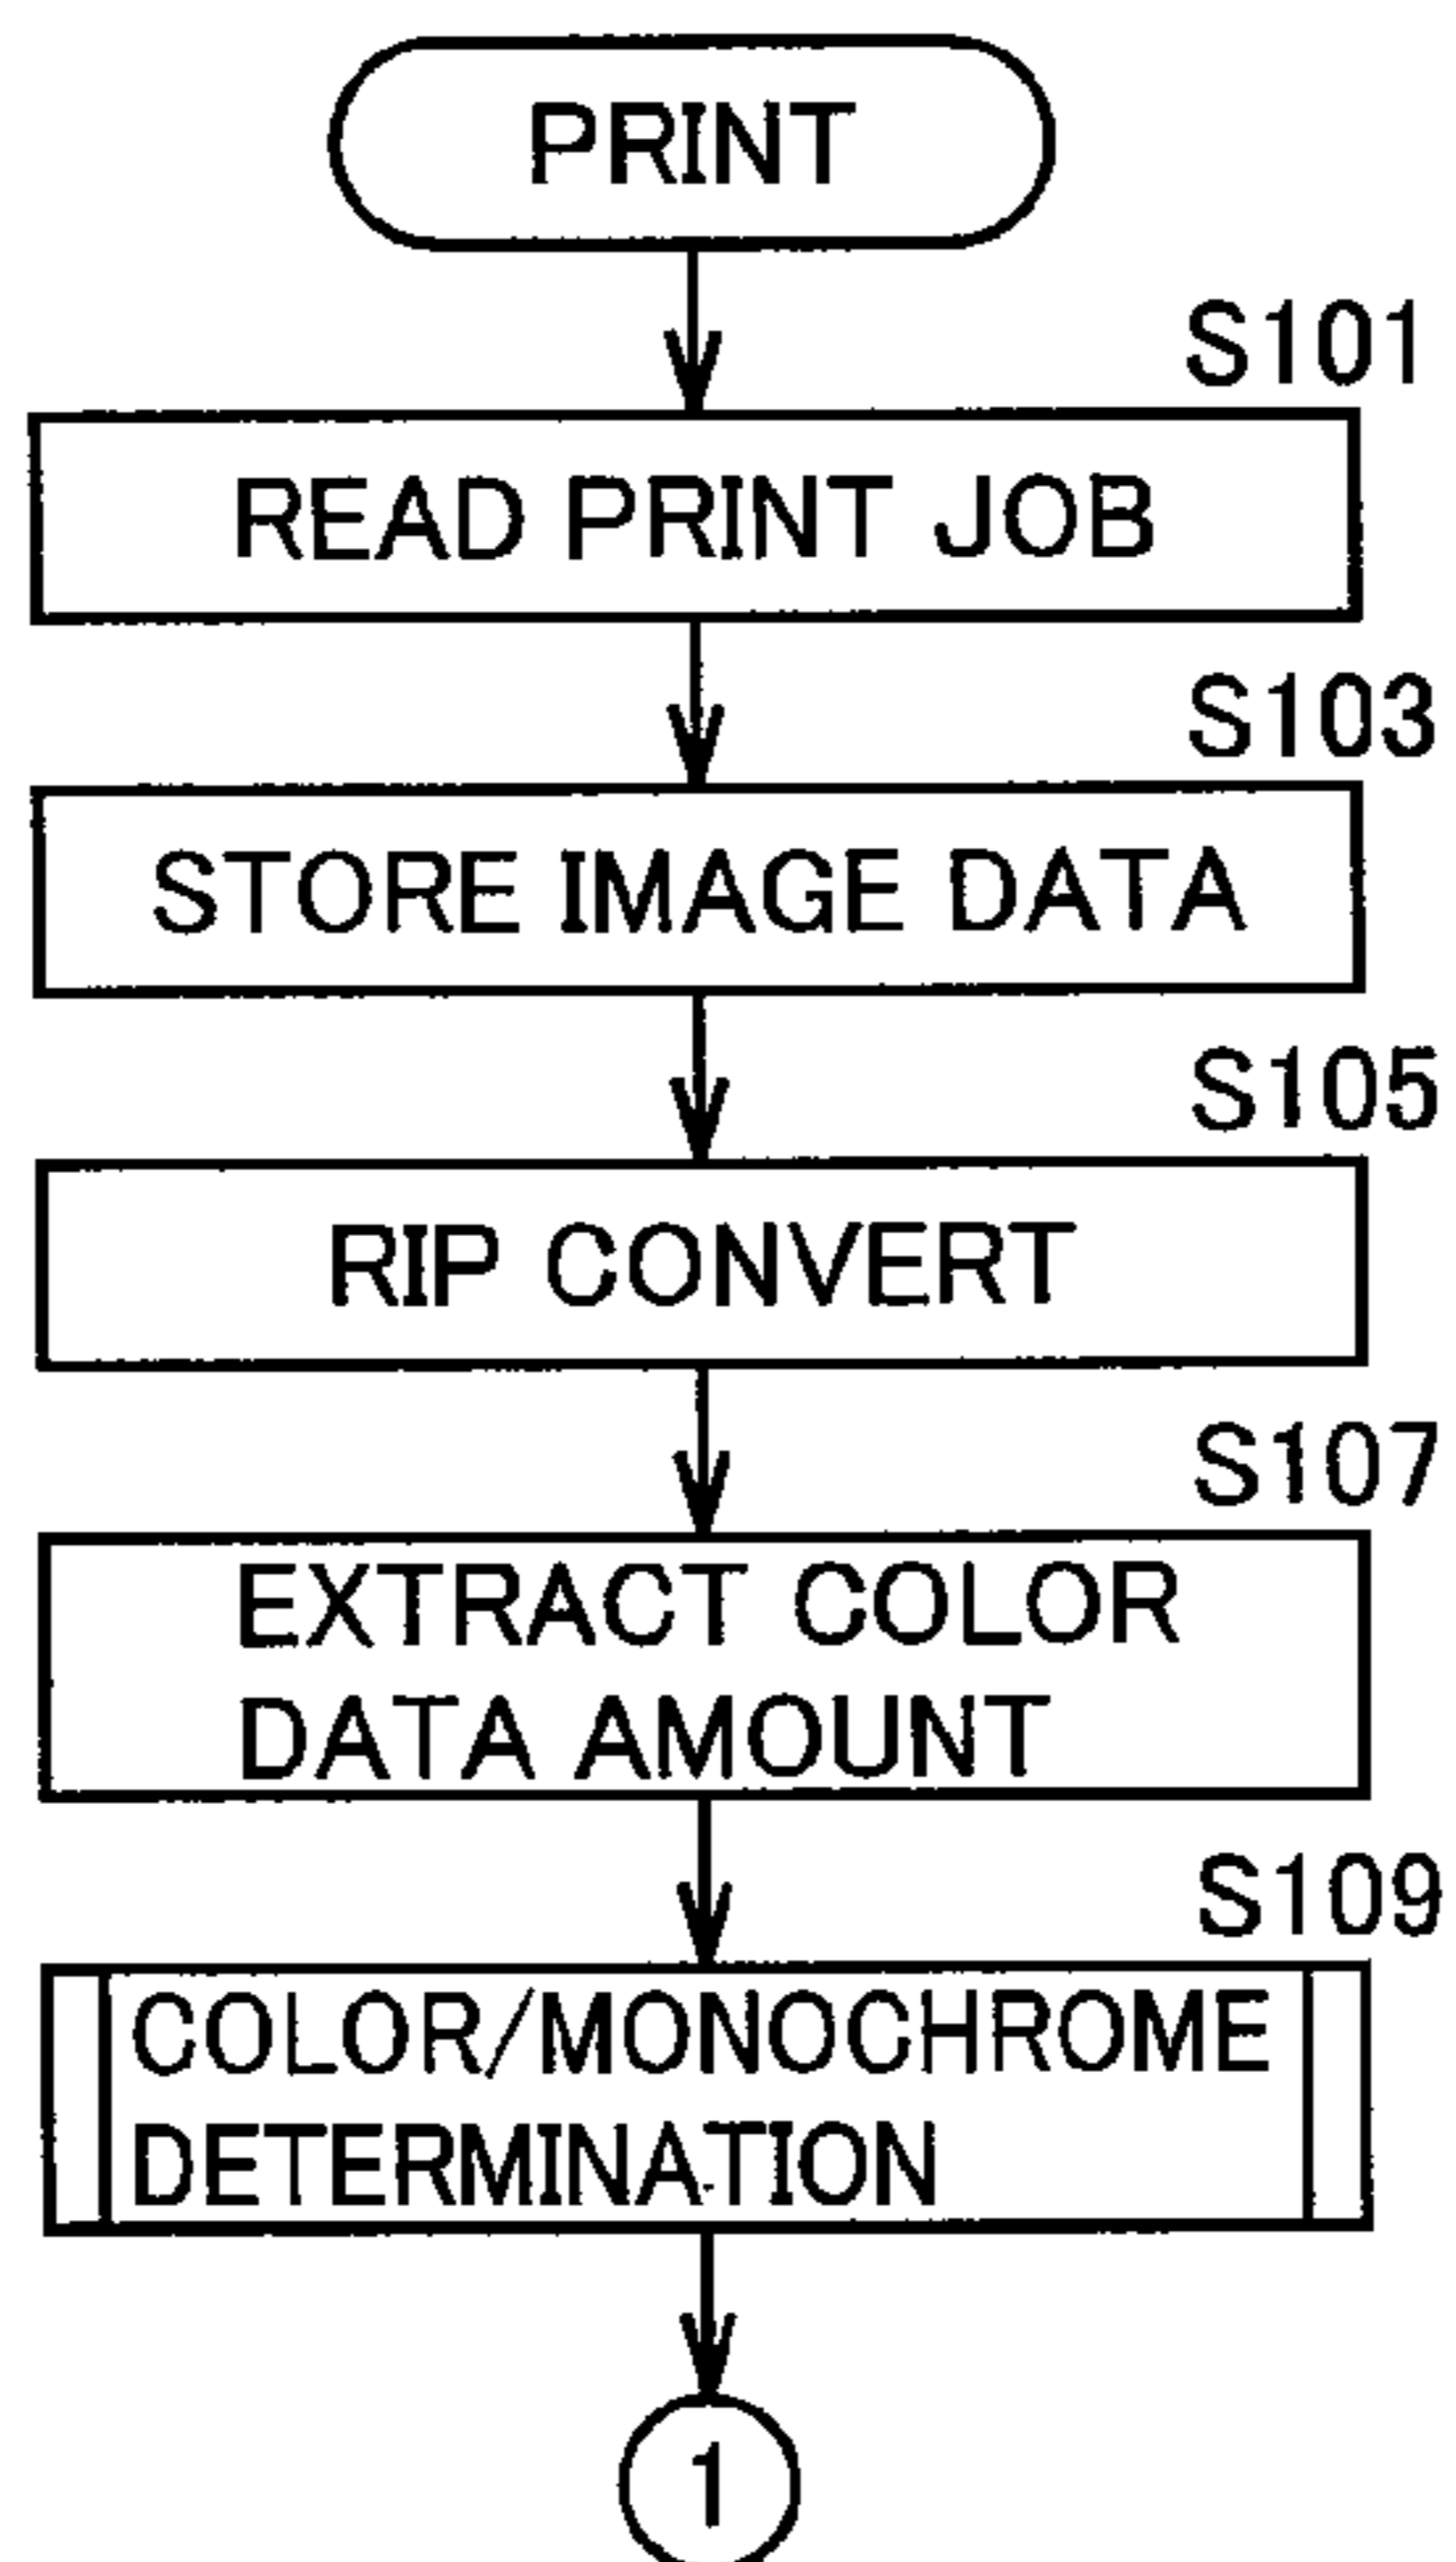 PRINT
S101
READ PRINT JOB
S103
STORE IMAGE DATA
S105
RIP CONVERT
S107
EXTRACT COLOR
DATA AMOUNT
S109
COLOR/MONOCHROME
DETERMINATION
1